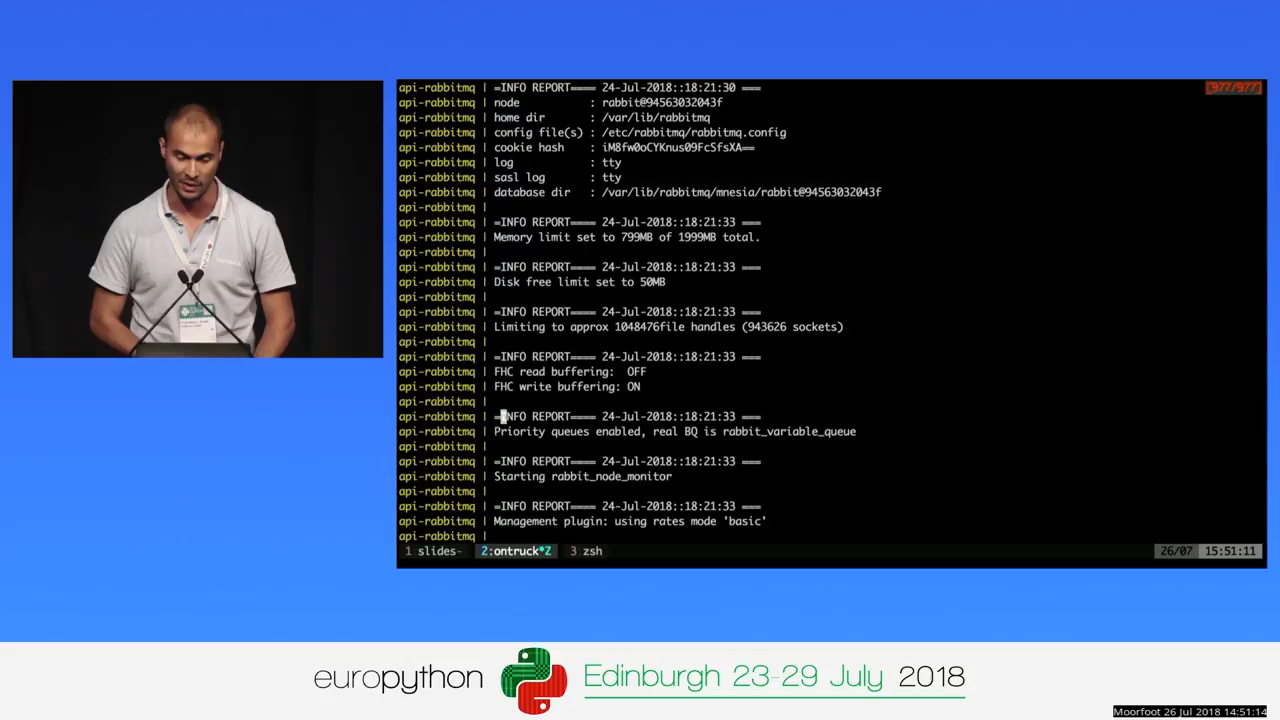 api-rabbitmq | =INFO REPORT==== 24-Jul-2018::18:21:30 ===
[977/977]
api-rabbitmq | node : rabbit@94563032043f
api-rabbitmq | home dir : /var/lib/rabbitmq
api-rabbitmq | config file(s) : /etc/rabbitmq/rabbitmq.config
api-rabbitmq | cookie hash : iM8fw0oCYKnus09FcSfsXA==
api-rabbitmq | log : tty
api-rabbitmq | sasl log : tty
api-rabbitmq | database dir : /var/lib/rabbitmq/mnesia/rabbit@94563032043f
api-rabbitmq |
api-rabbitmq | =INFO REPORT==== 24-Jul-2018::18:21:33 ===
api-rabbitmq | Memory limit set to 799MB of 1999MB total.
api-rabbitmq |
api-rabbitmq | =INFO REPORT==== 24-Jul-2018::18:21:33 ===
api-rabbitmq | Disk free limit set to 50MB
api-rabbitmq |
api-rabbitmq | =INFO REPORT==== 24-Jul-2018::18:21:33 ===
api-rabbitmq | Limiting to approx 1048476file handles (943626 sockets)
api-rabbitmq |
api-rabbitmq | =INFO REPORT==== 24-Jul-2018::18:21:33 ===
api-rabbitmq | FHC read buffering: OFF
api-rabbitmq | FHC write buffering: ON
api-rabbitmq |
api-rabbitmq | =INFO REPORT==== 24-Jul-2018::18:21:33 ===
api-rabbitmq | Priority queues enabled, real BQ is rabbit_variable_queue
api-rabbitmq |
api-rabbitmq | =INFO REPORT==== 24-Jul-2018::18:21:33 ===
api-rabbitmq | Starting rabbit_node_monitor
api-rabbitmq |
api-rabbitmq | =INFO REPORT==== 24-Jul-2018::18:21:33 ===
api-rabbitmq | Management plugin: using rates mode 'basic'
api-rabbitmq |
1 slides- 2:ontruck*Z 3 zsh 26/07 15:51:11
europython Edinburgh 23-29 July 2018
Moorfoot 26 Jul 2018 14:51:14